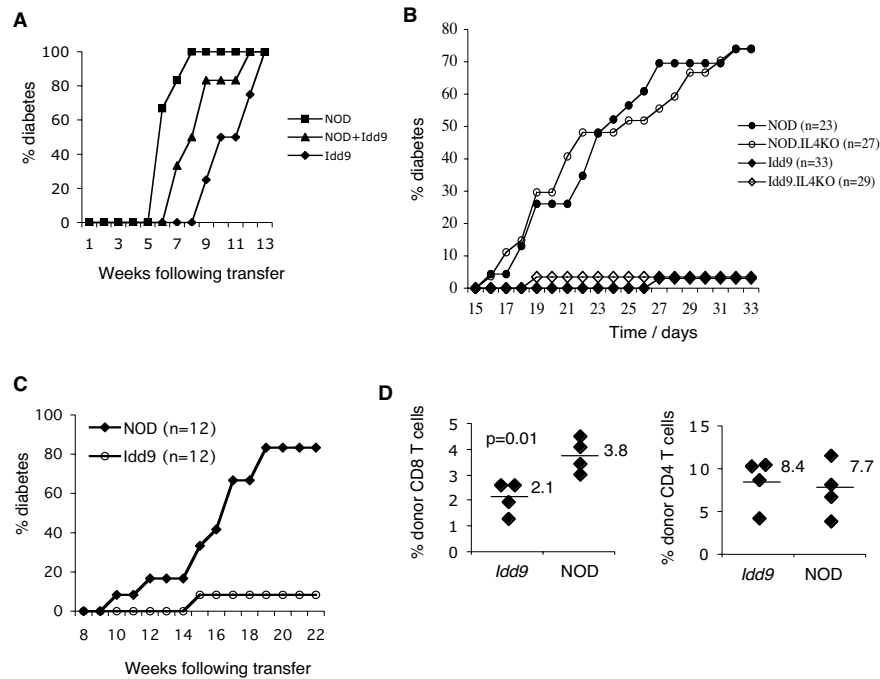 A
% diabetes
100
80
60
40
20
0
1 3 5 7 9 11 13
Weeks following transfer
NOD
NOD+Idd9
Idd9
B
% diabetes
80
70
60
50
40
30
20
10
0
15 17 19 21 23 25 27 29 31 33
Time / days
NOD (n=23)
NOD.IL4KO (n=27)
Idd9 (n=33)
Idd9.IL4KO (n=29)
C
% diabetes
100
80
60
40
20
0
8 10 12 14 16 18 20 22
Weeks following transfer
NOD (n=12)
Idd9 (n=12)
D
% donor CD8 T cells
5
4
3
2
1
0
p=0.01
2.1
3.8
Idd9 NOD
% donor CD4 T cells
15
10
5
0
8.4
7.7
Idd9 NOD